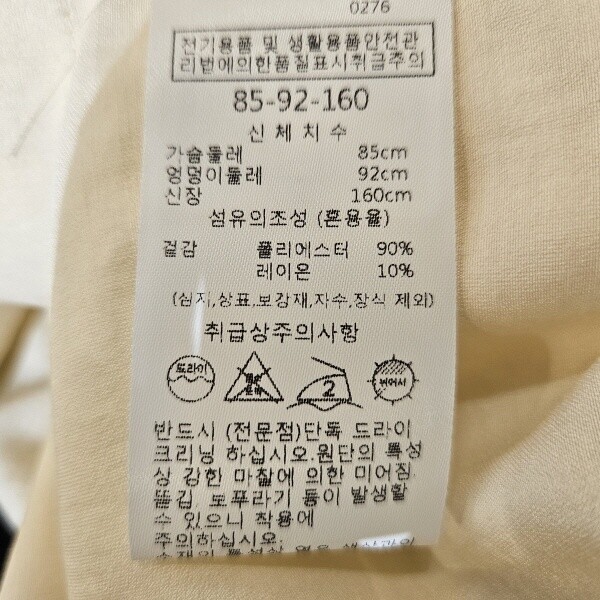 0276
전기용품 및 생활용품안전관
리법에의한품질표시취급주의
85-92-160
신체치수
가슴둘레 85cm
엉덩이둘레 92cm
신장 160cm
섬유의조성 (혼용율)
겉감 폴리에스터 90%
레이온 10%
(심지,상표,보강재,자수,장식 제외)
취급상주의사항
드라이
2
뉘어서
반드시 (전문점)단독 드라이
크리닝 하십시오.원단의 특성
상 강한 마찰에 의한 미어짐.
뜯김, 보푸라기 등이 발생할
수 있으니 착용에
주의하십시오.